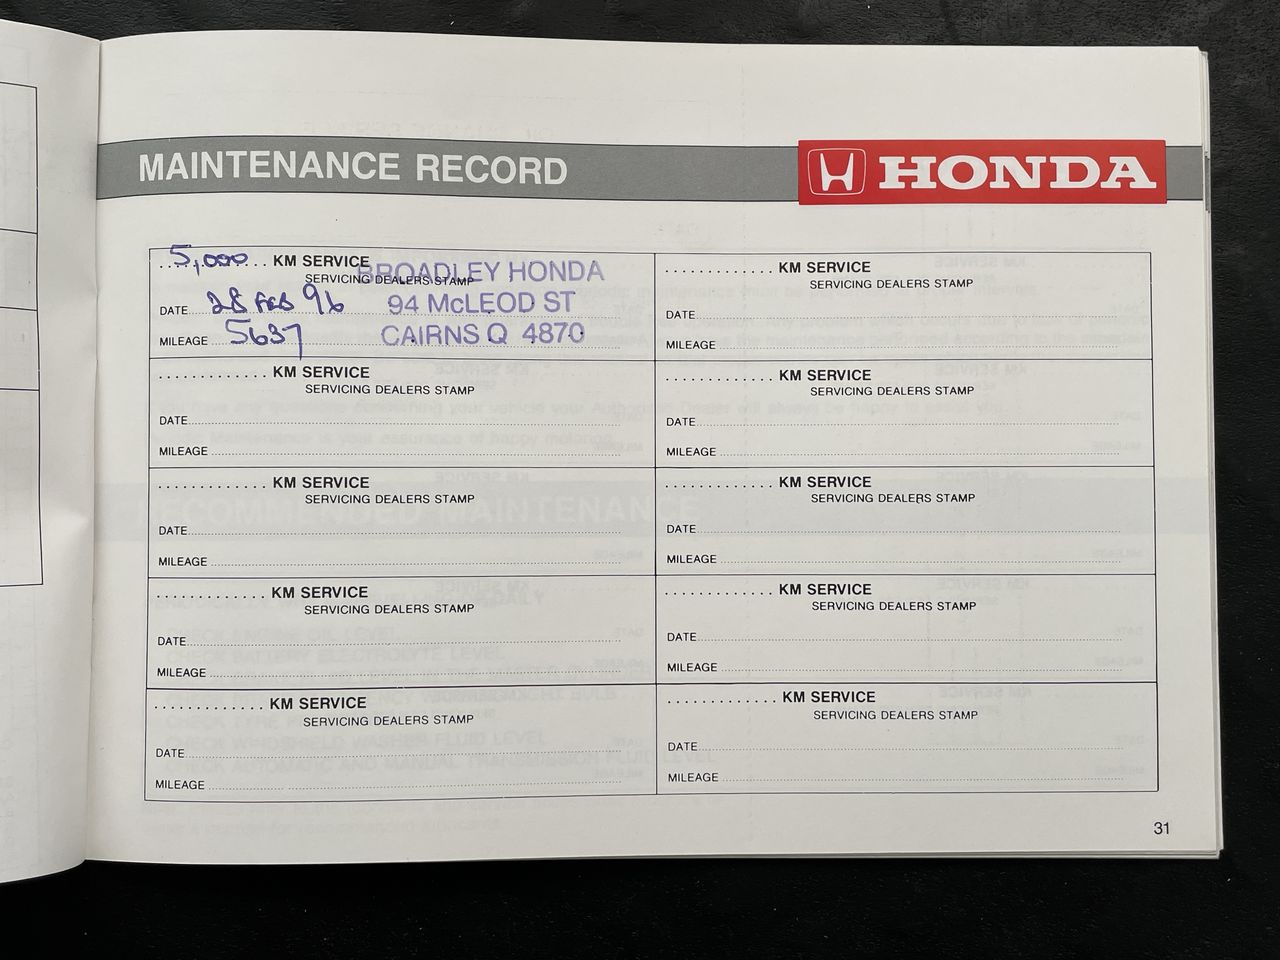 MAINTENANCE RECORD
HONDA
5,000 KM SERVICE
SERVICING DEALERS STAMP
BROADLEY HONDA
DATE 28 FEB 96
94 McLEOD ST
MILEAGE 5637
CAIRNS Q 4870
............ KM SERVICE
SERVICING DEALERS STAMP
DATE
MILEAGE
............ KM SERVICE
SERVICING DEALERS STAMP
DATE
MILEAGE
............ KM SERVICE
SERVICING DEALERS STAMP
DATE
MILEAGE
............ KM SERVICE
SERVICING DEALERS STAMP
DATE
MILEAGE
............ KM SERVICE
SERVICING DEALERS STAMP
DATE
MILEAGE
............ KM SERVICE
SERVICING DEALERS STAMP
DATE
MILEAGE
............ KM SERVICE
SERVICING DEALERS STAMP
DATE
MILEAGE
............ KM SERVICE
SERVICING DEALERS STAMP
DATE
MILEAGE
............ KM SERVICE
SERVICING DEALERS STAMP
DATE
MILEAGE
31